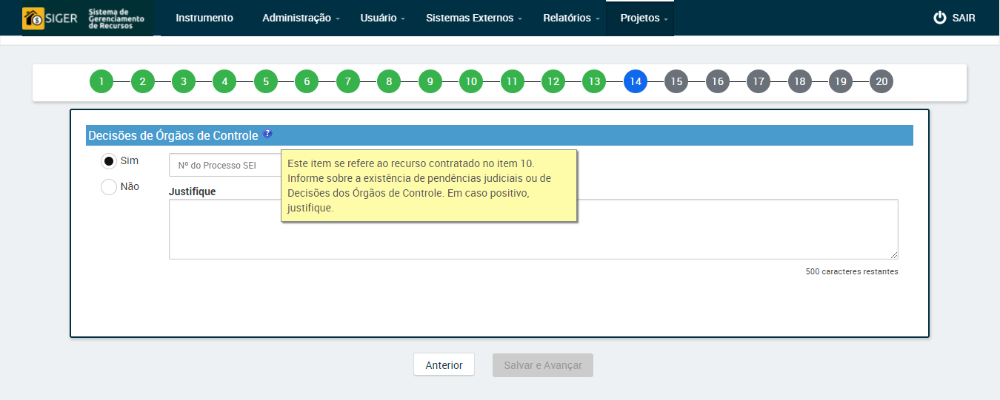 SIGER
Sistema de
Gerenciamento
de Recursos
Instrumento
Administração
Usuário
Sistemas Externos
Relatórios
Projetos
SAIR
1 2 3 4 5 6 7 8 9 10 11 12 13 14 15 16 17 18 19 20
Decisões de Órgãos de Controle ?
Sim
Nº do Processo SEI
Não
Este item se refere ao recurso contratado no item 10.
Informe sobre a existência de pendências judiciais ou de
Decisões dos Órgãos de Controle. Em caso positivo,
justifique.
Justifique
500 caracteres restantes
Anterior
Salvar e Avançar